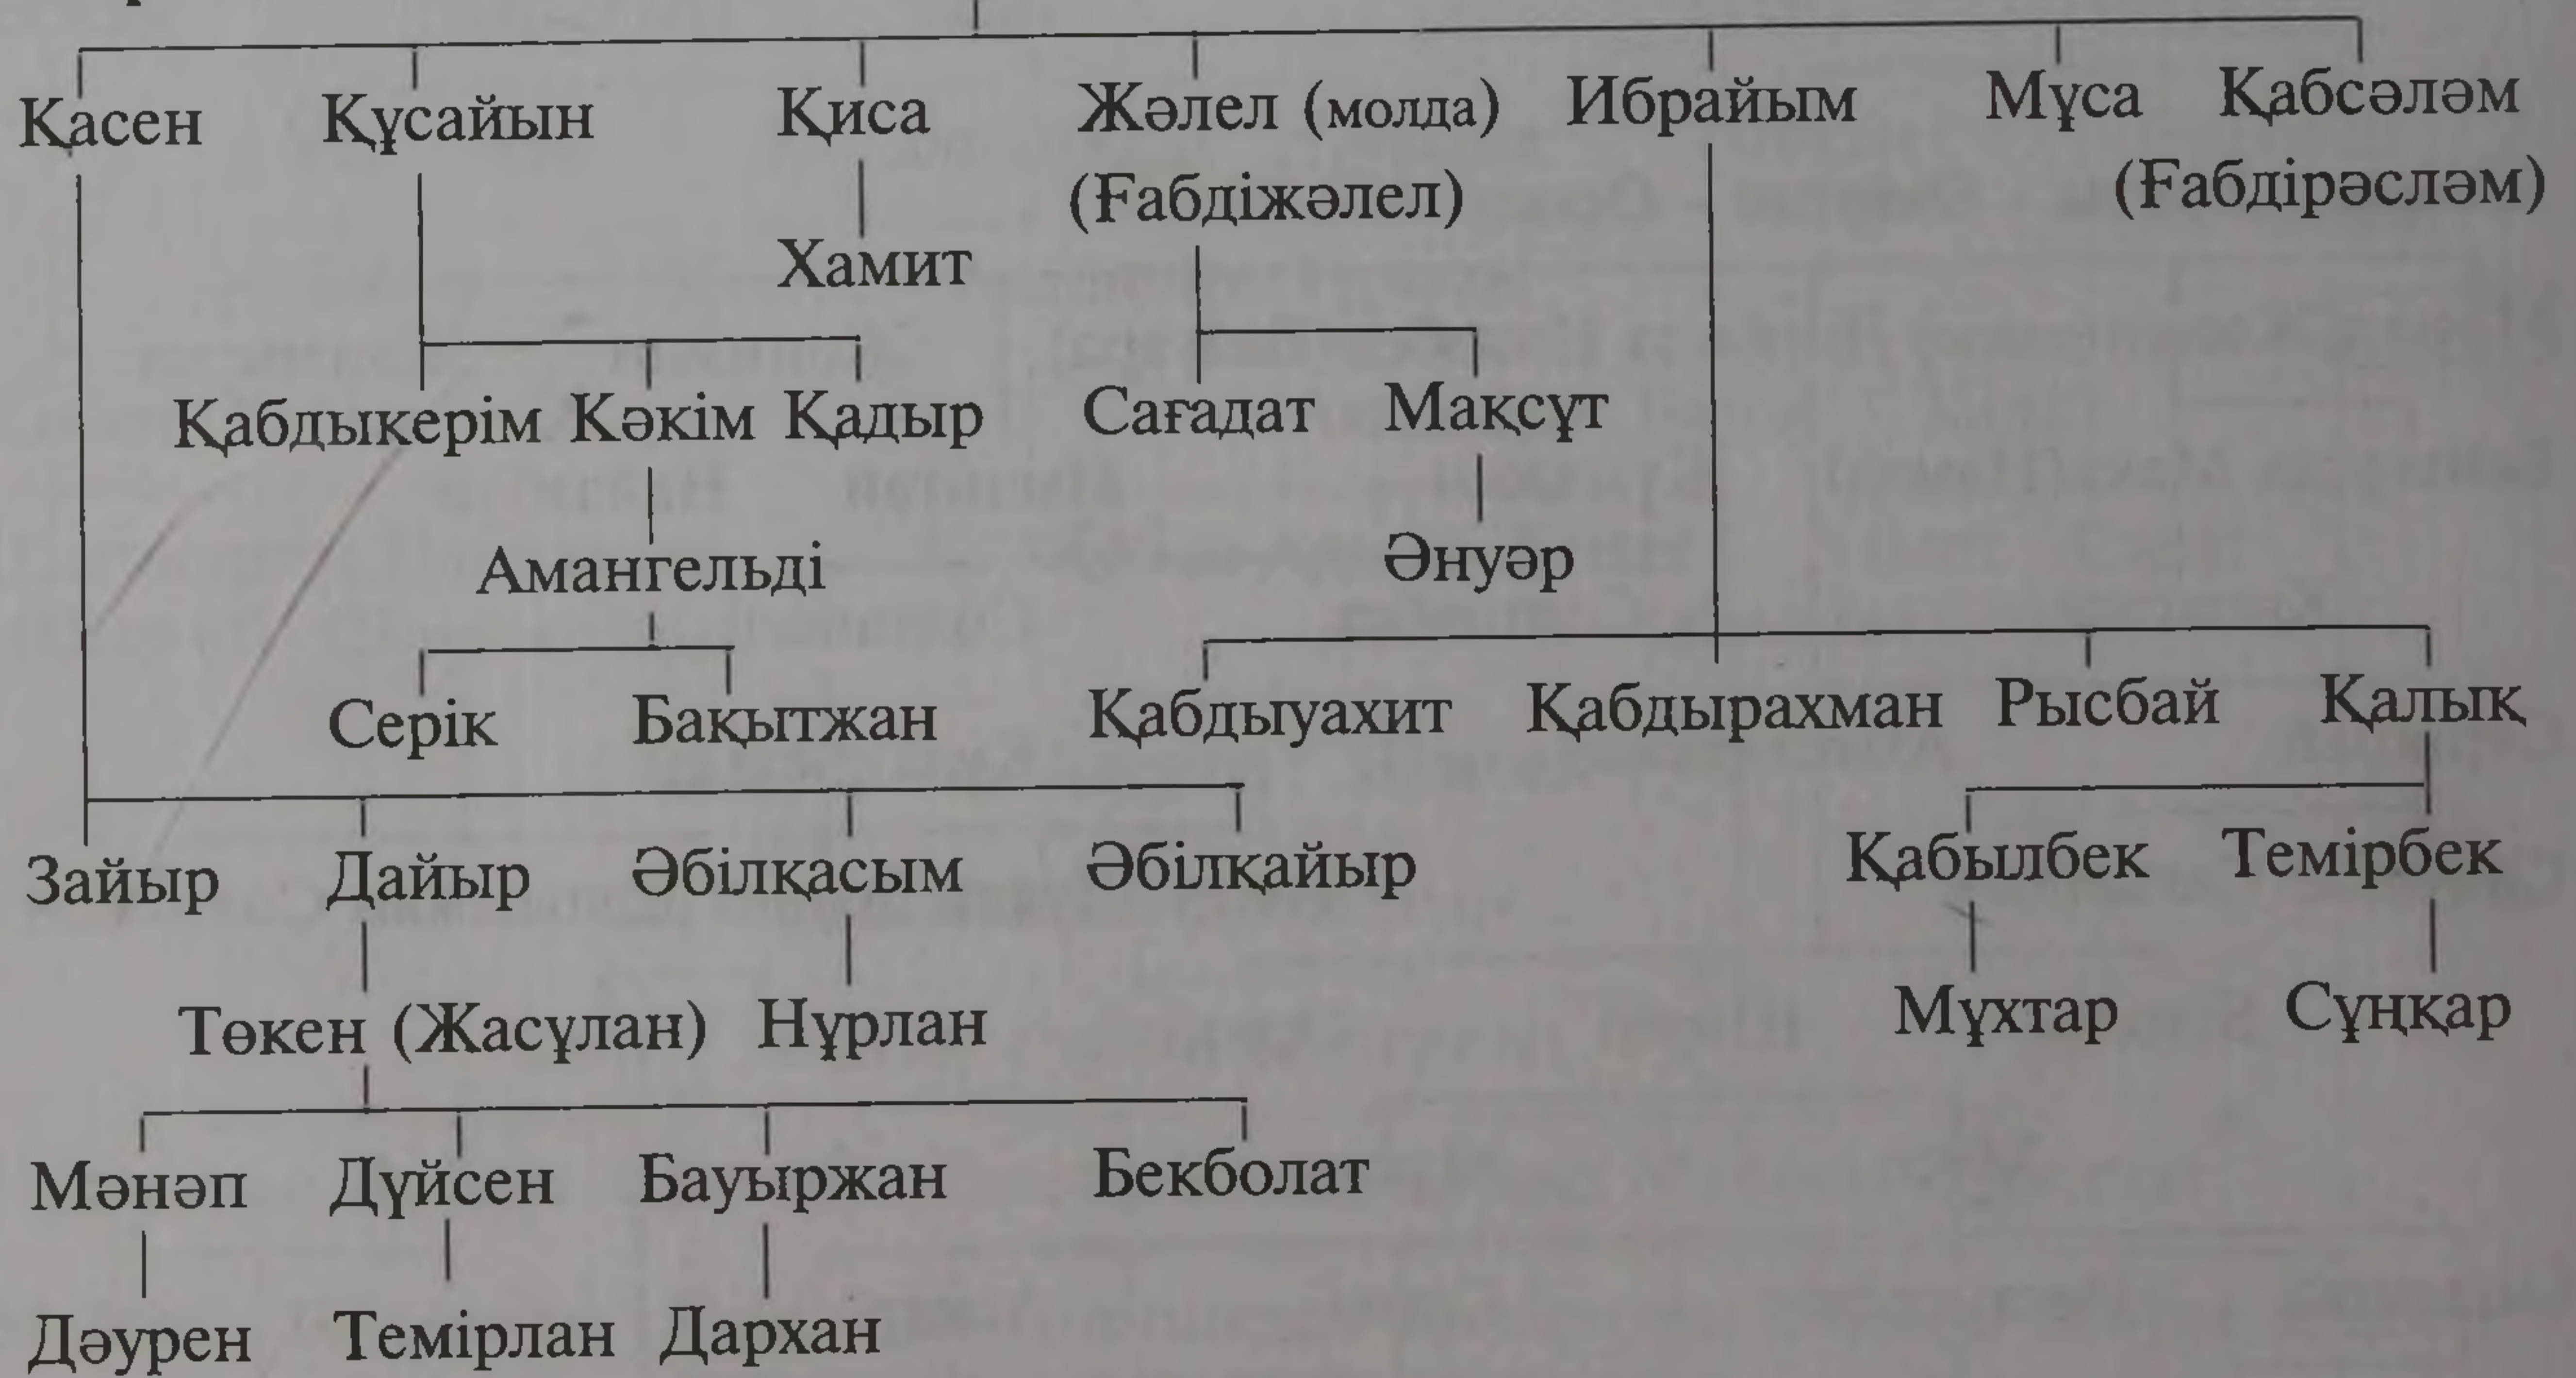 Қасен Құсайын Қиса Жәлел (молда) Ибрайым Мұса Қабсәләм
(Ғабдіжәлел) (Ғабдірәсләм)
Хамит
Қабдыкерім Кәкім Қадыр Сағадат Мақсұт
Амангельді Әнуәр
Серік Бақытжан Қабдыуахит Қабдырахман Рысбай Қалық
Зайыр Дайыр Әбілқасым Әбілқайыр Қабылбек Темірбек
Төкен (Жасұлан) Нұрлан Мұхтар Сұңқар
Мәнәп Дүйсен Бауыржан Бекболат
Дәурен Темірлан Дархан